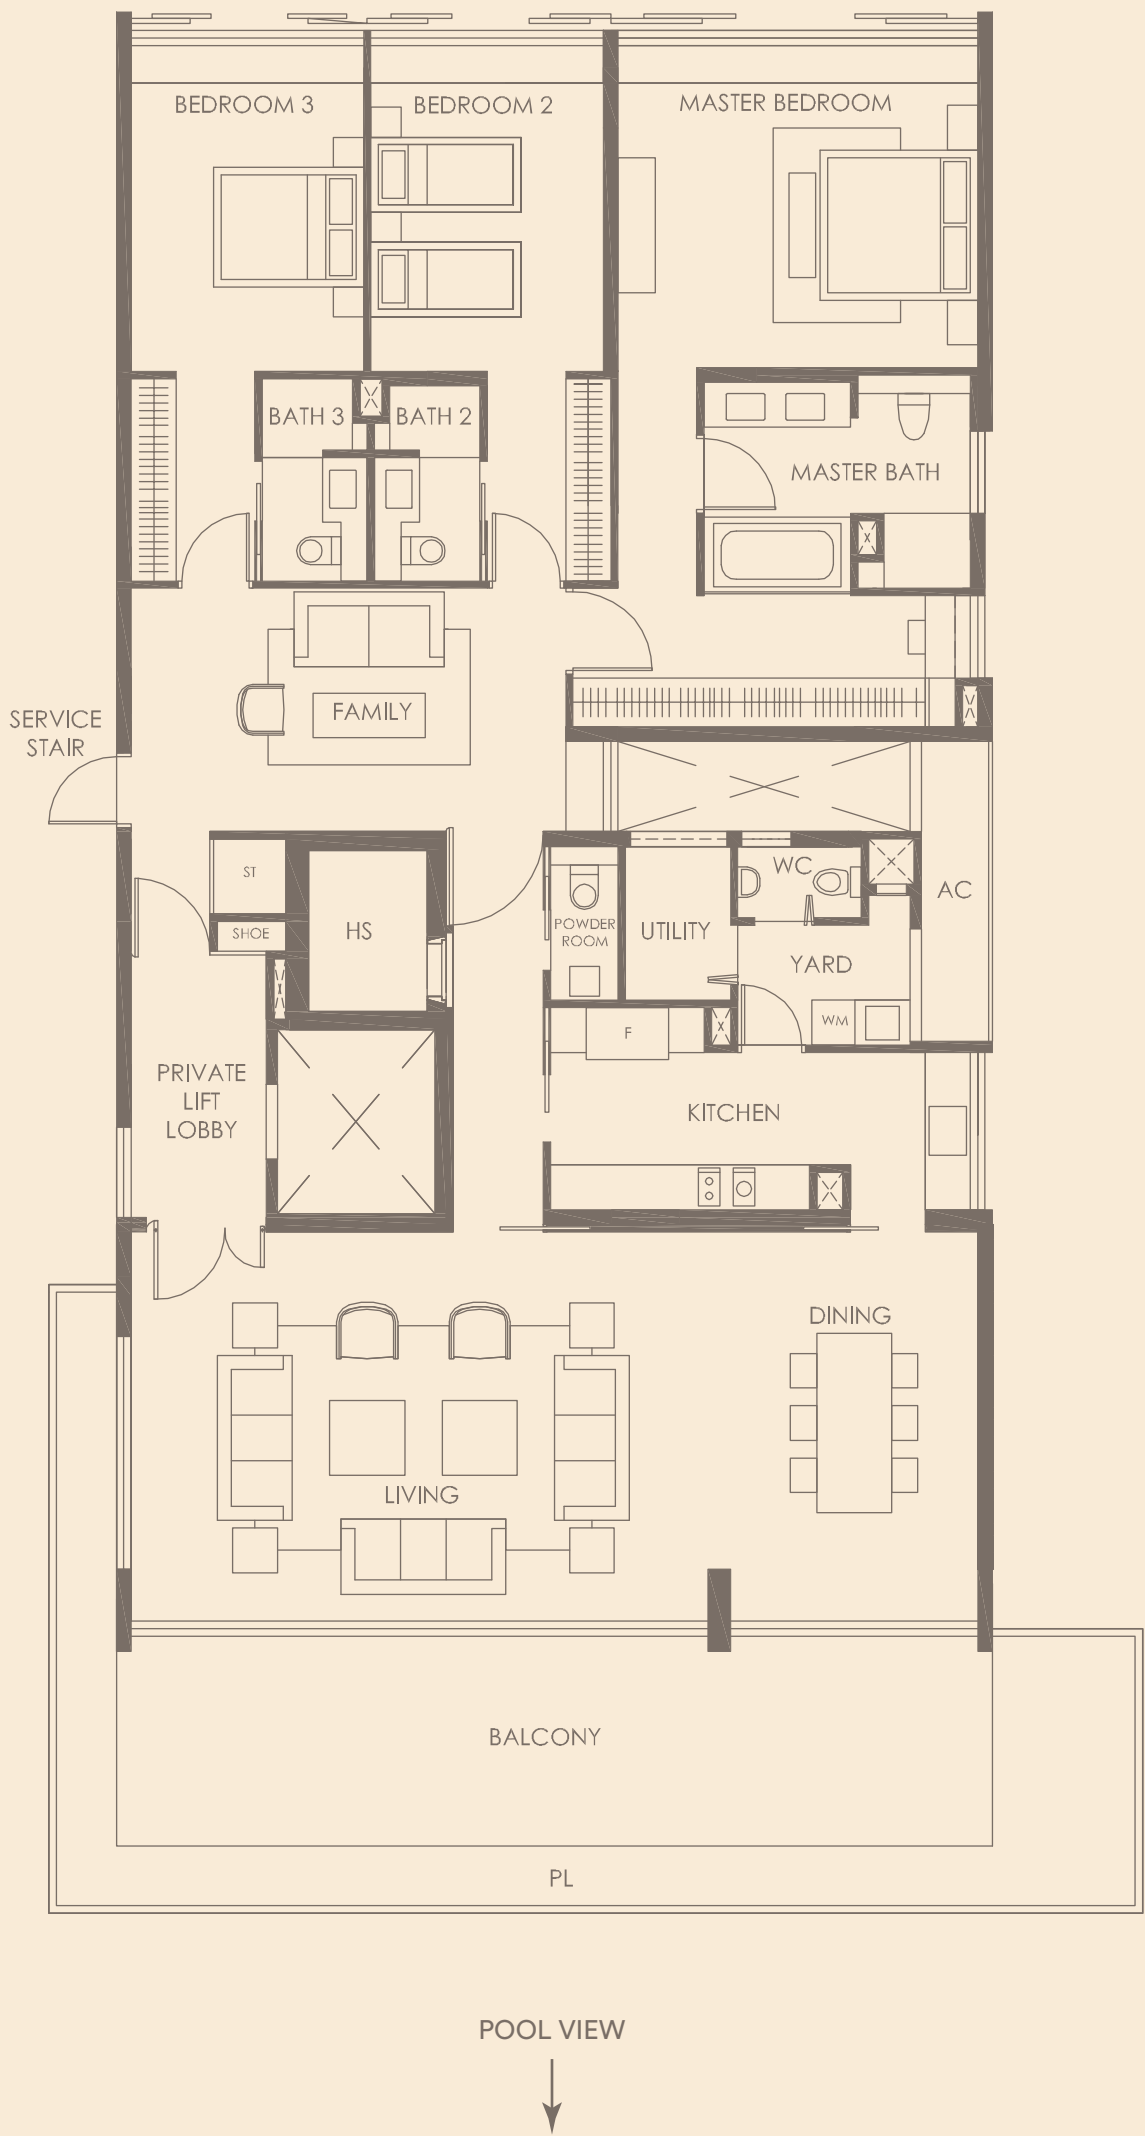 BEDROOM 3
BEDROOM 2
MASTER BEDROOM
BATH 3
BATH 2
MASTER BATH
FAMILY
SERVICE
STAIR
ST
SHOE
HS
POWDER
ROOM
UTILITY
WC
YARD
AC
WM
F
PRIVATE
LIFT
LOBBY
KITCHEN
DINING
LIVING
BALCONY
PL
POOL VIEW